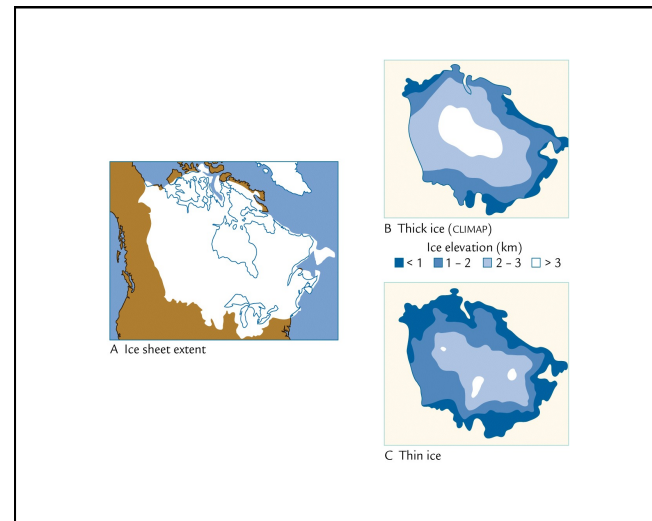 B Thick ice (CLIMAP)
Ice elevation (km)
< 1 1 – 2 2 – 3 > 3
A Ice sheet extent
C Thin ice